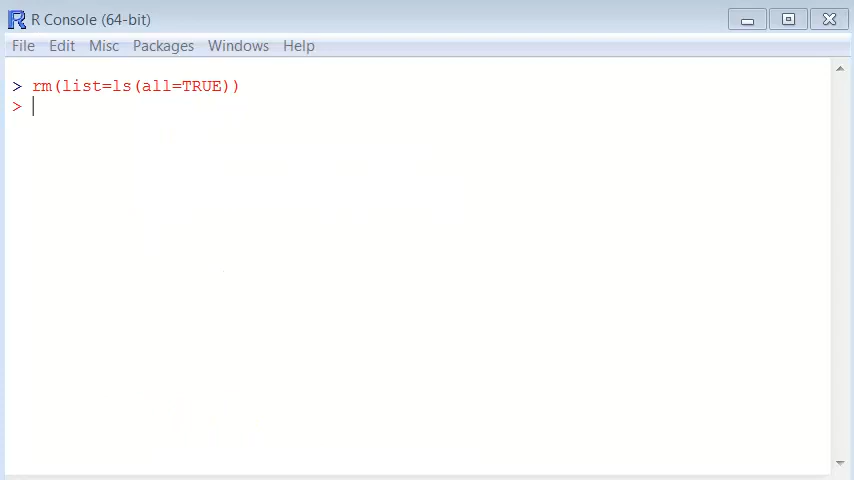 R Console (64-bit)
File Edit Misc Packages Windows Help
> rm(list=ls(all=TRUE))
>